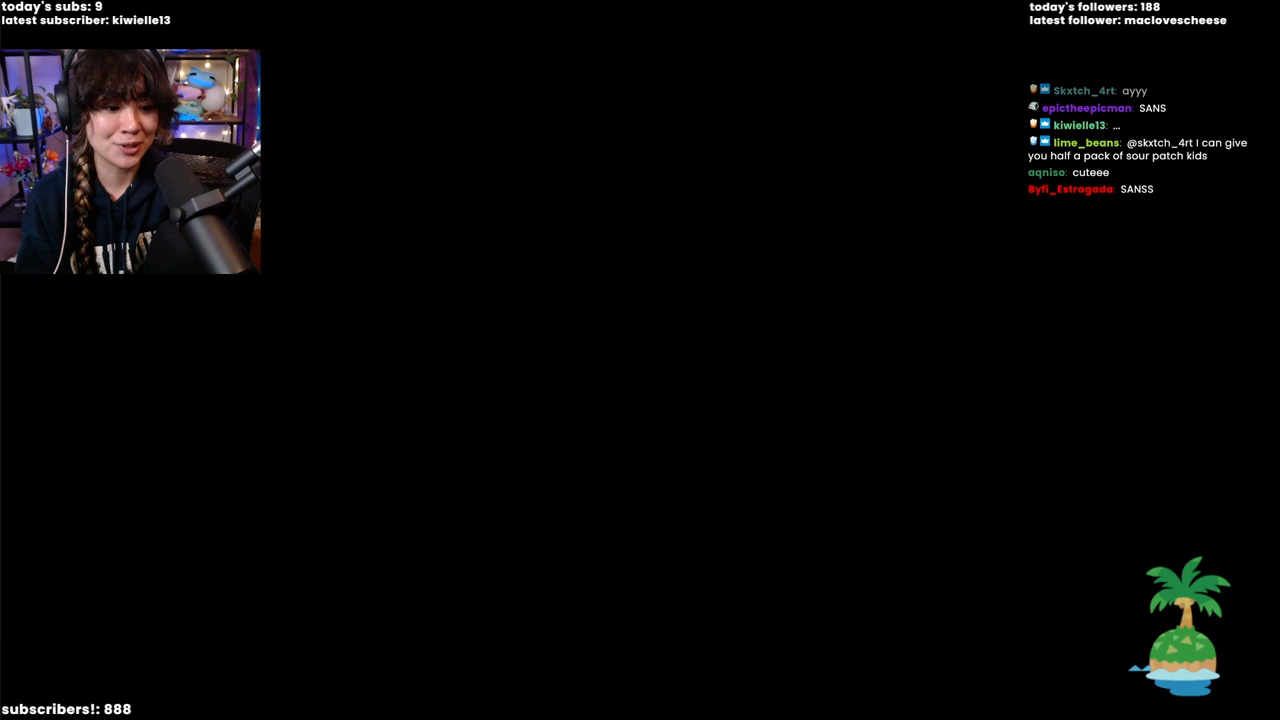 today's subs: 9
latest subscriber: kiwielle13
today's followers: 188
latest follower: maclovescheese
Skxtch_4rt: ayyy
epictheepicman: SANS
kiwielle13: ...
lime_beans: @skxtch_4rt I can give
you half a pack of sour patch kids
aqniso: cuteee
Byfi_Estragada: SANSS
subscribers!: 888